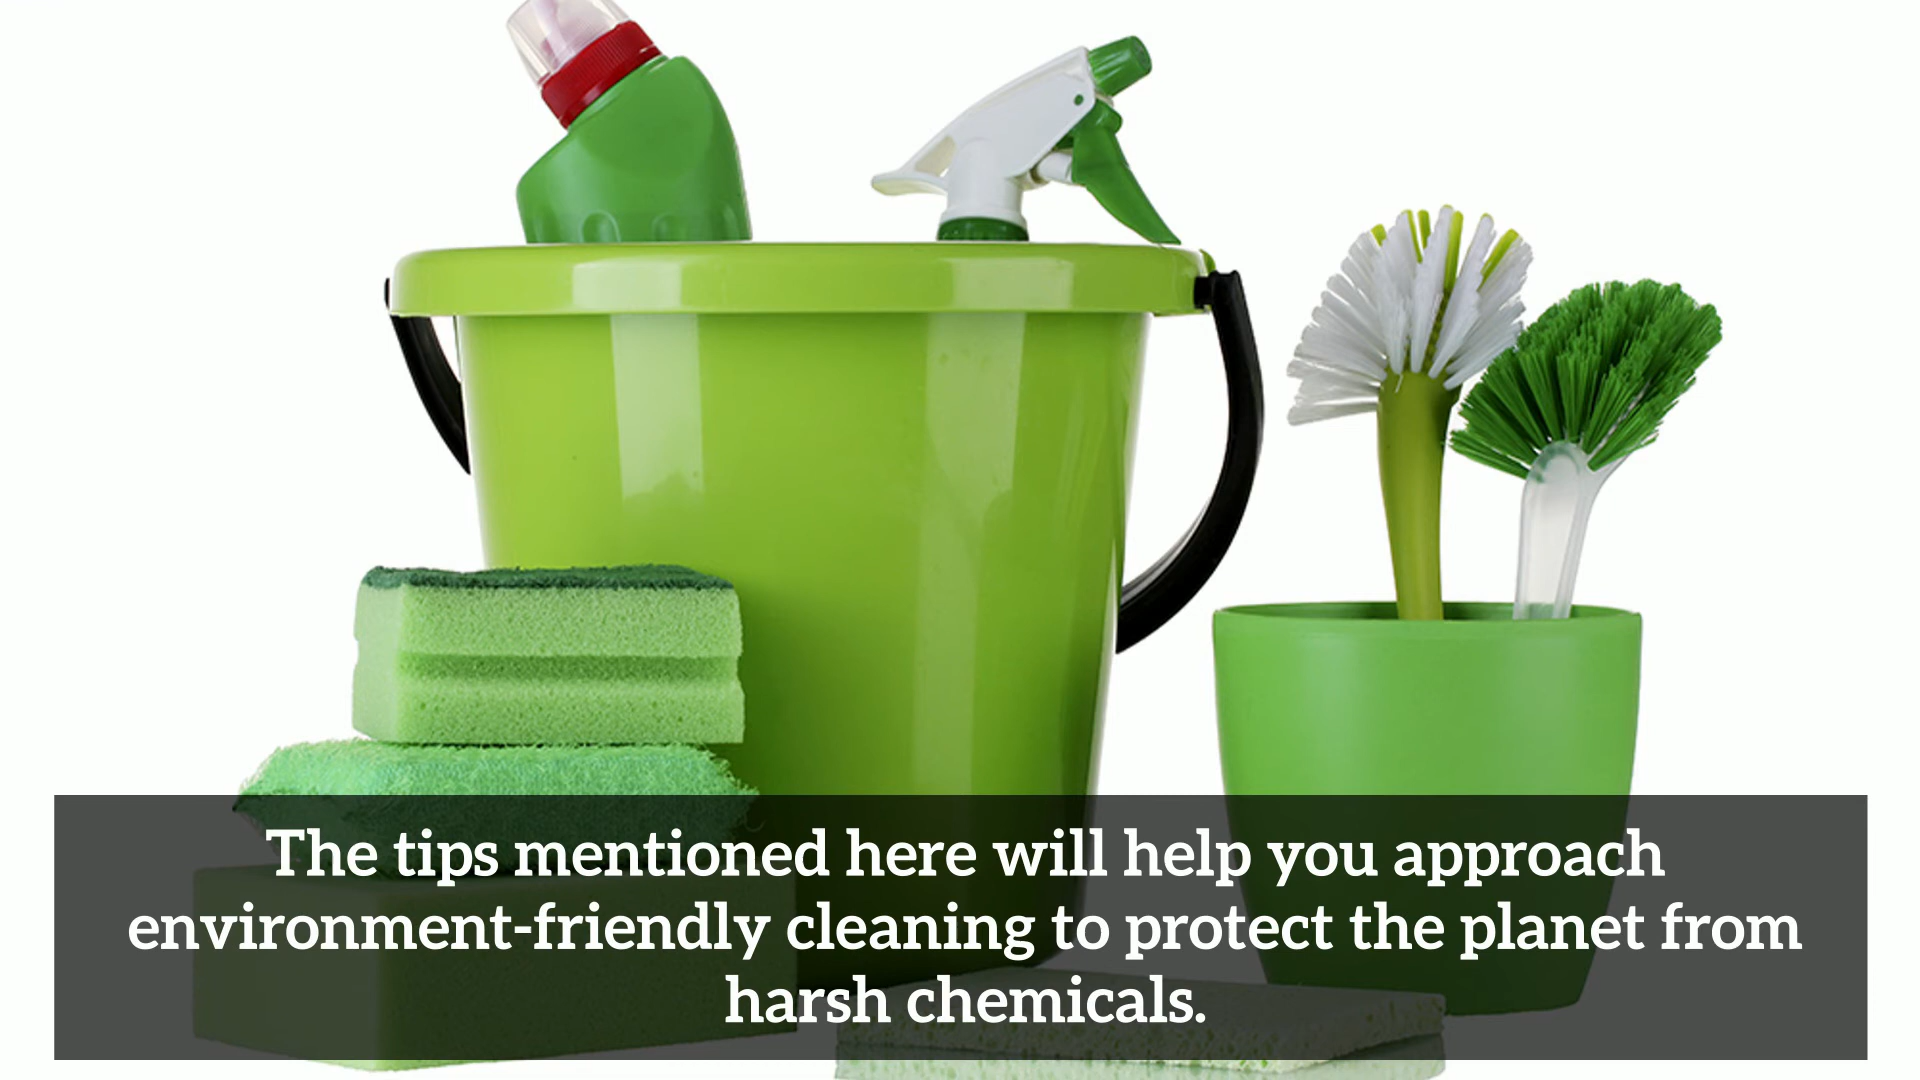 The tips mentioned here will help you approach
environment-friendly cleaning to protect the planet from
harsh chemicals.